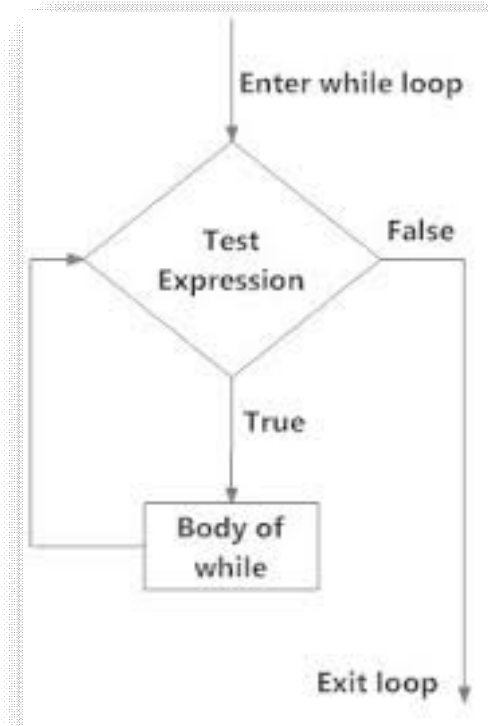 Enter while loop
Test
Expression
False
True
Body of
while
Exit loop